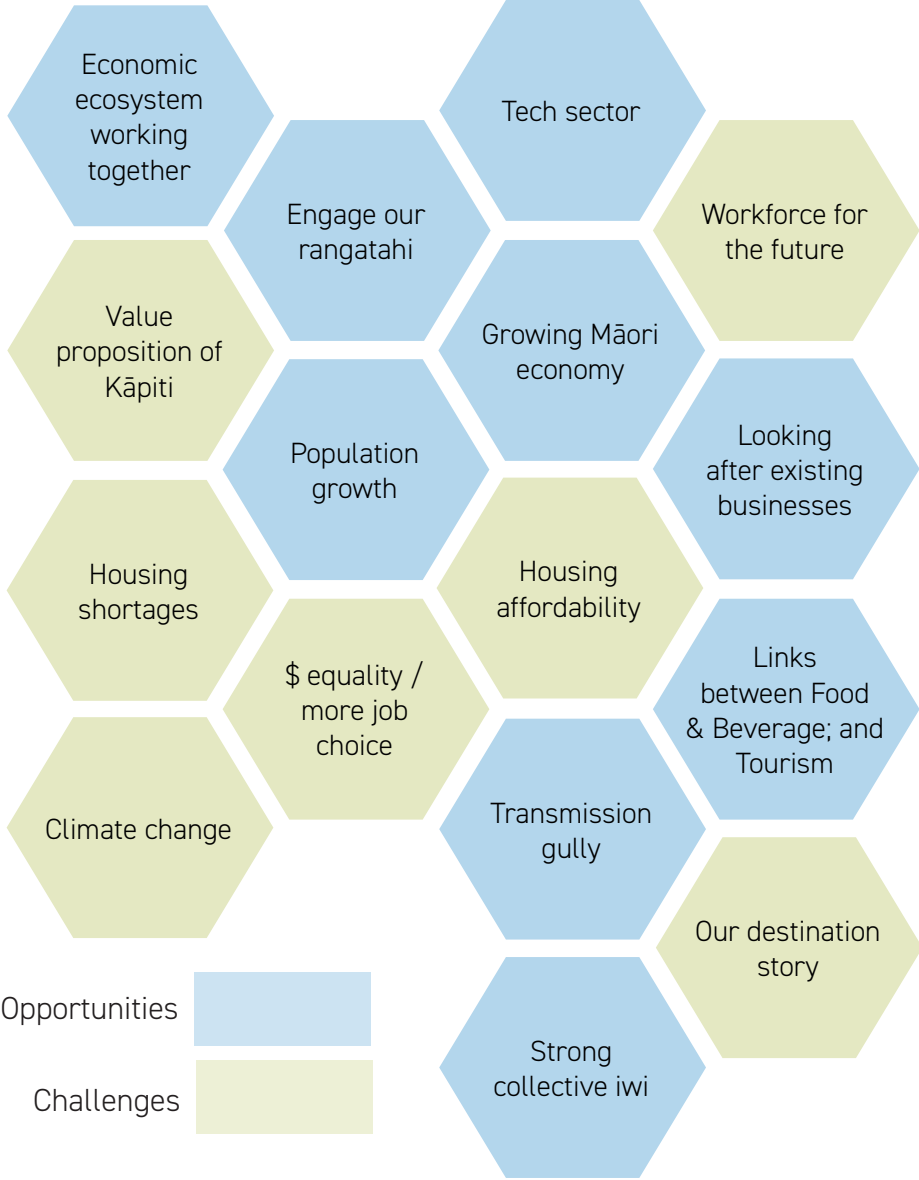 Economic
ecosystem
working
together
Tech sector
Engage our
rangatahi
Workforce for
the future
Value
proposition of
Kāpiti
Growing Māori
economy
Population
growth
Looking
after existing
businesses
Housing
shortages
Housing
affordability
$ equality /
more job
choice
Links
between Food
& Beverage; and
Tourism
Climate change
Transmission
gully
Our destination
story
Strong
collective iwi
Opportunities
Challenges